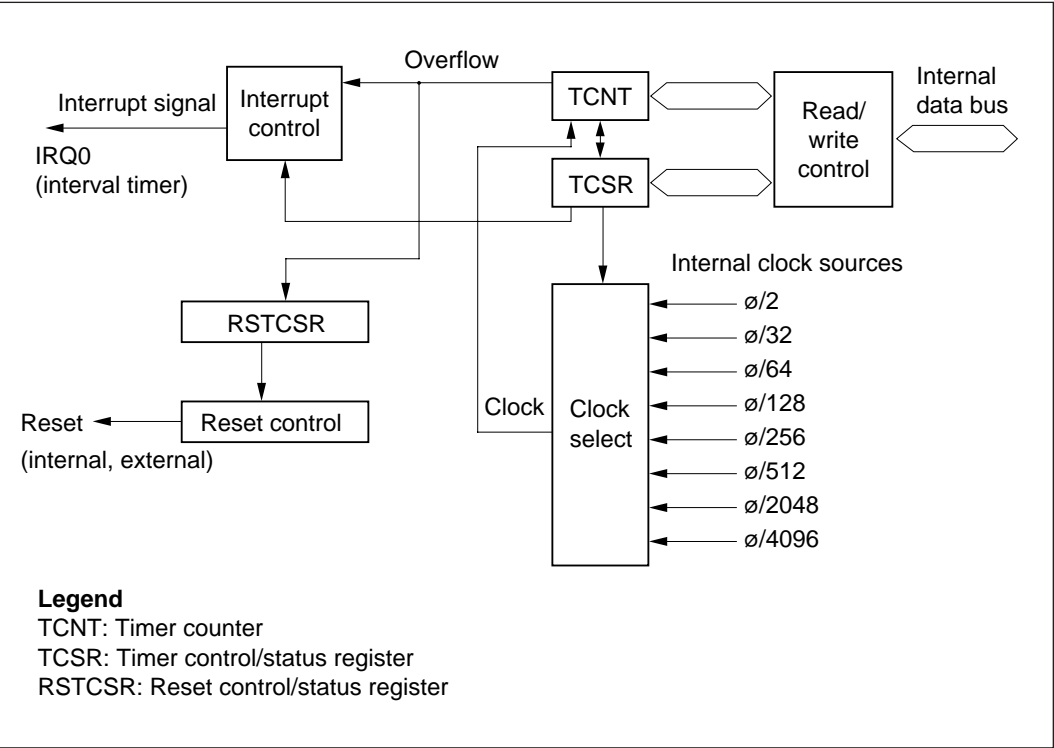 Overflow
Interrupt signal
Interrupt
control
TCNT
Read/
write
control
Internal
data bus
IRQ0
(interval timer)
TCSR
Internal clock sources
RSTCSR
ø/2
ø/32
ø/64
ø/128
ø/256
ø/512
ø/2048
ø/4096
Clock
Clock
select
Reset
Reset control
(internal, external)
Legend
TCNT: Timer counter
TCSR: Timer control/status register
RSTCSR: Reset control/status register